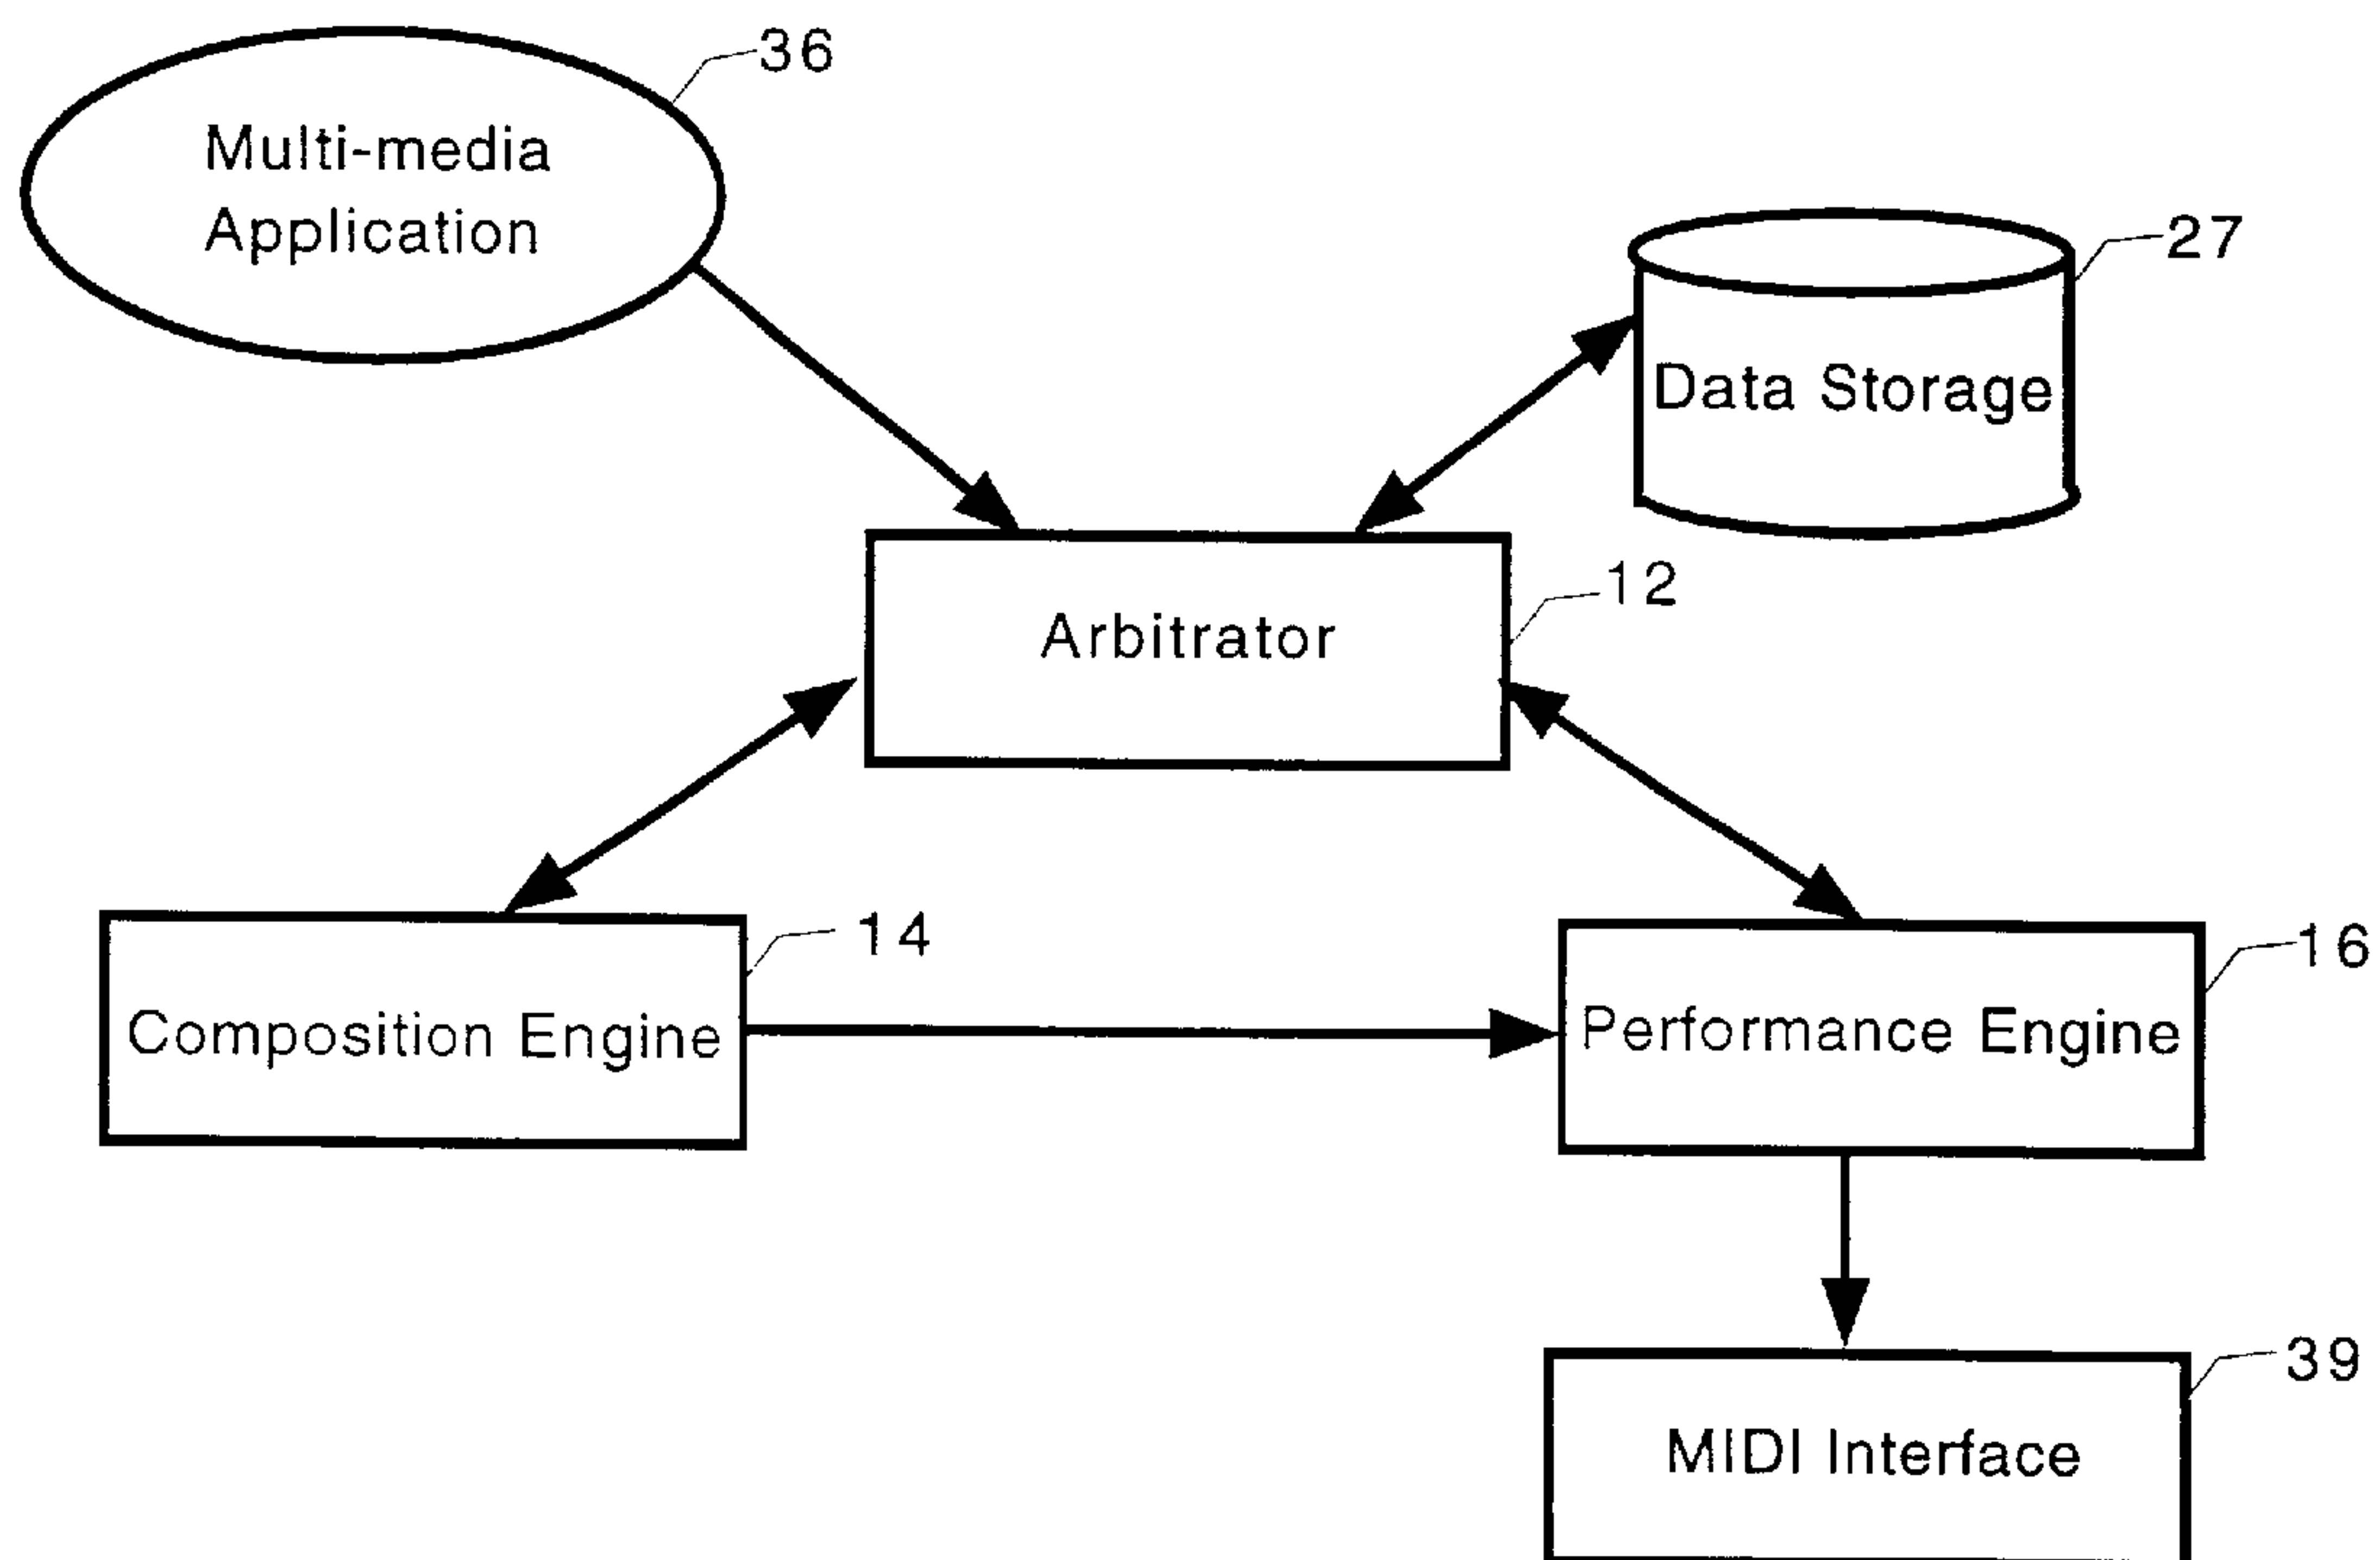 36
Multi-media
Application
27
Data Storage
12
Arbitrator
14
16
Composition Engine
Performance Engine
39
MIDI Interface